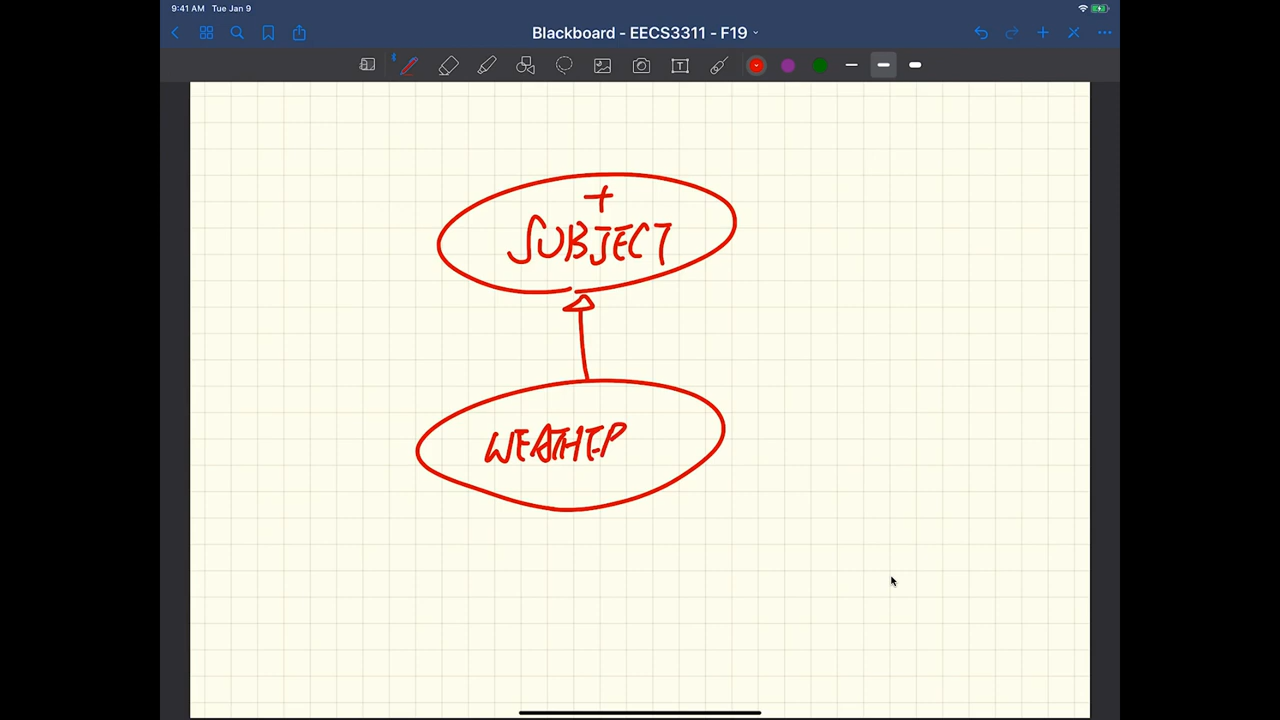 9:41 AM Tue Jan 9
Blackboard - EECS3311 - F19
+
SUBJECT
WEATHER